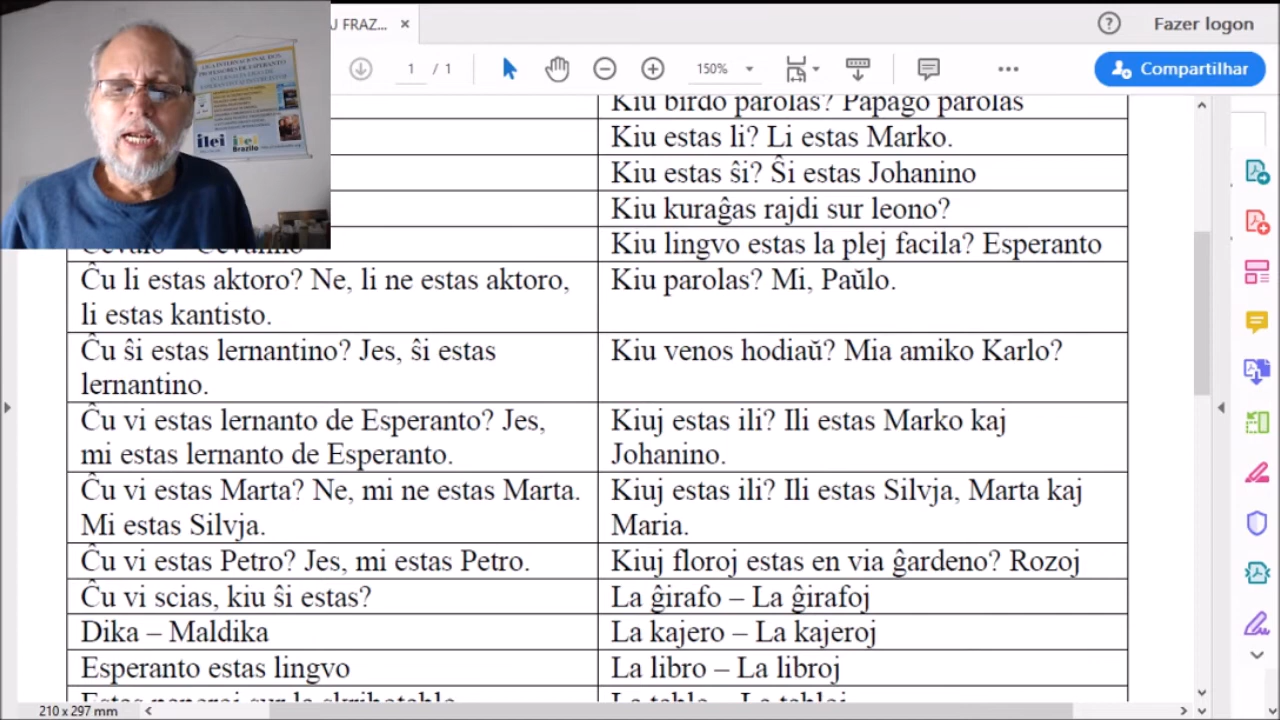 J FRAZ...
Fazer logon
1 / 1
150%
Compartilhar
ilei
ilei
Brazilo
Kiu birdo parolas? Papago parolas
Kiu estas li? Li estas Marko.
Kiu estas ŝi? Ŝi estas Johanino
Kiu kuraĝas rajdi sur leono?
Kiu lingvo estas la plej facila? Esperanto
Ĉu li estas aktoro? Ne, li ne estas aktoro,
li estas kantisto.
Kiu parolas? Mi, Paŭlo.
Ĉu ŝi estas lernantino? Jes, ŝi estas
lernantino.
Kiu venos hodiaŭ? Mia amiko Karlo?
Ĉu vi estas lernanto de Esperanto? Jes,
mi estas lernanto de Esperanto.
Kiuj estas ili? Ili estas Marko kaj
Johanino.
Ĉu vi estas Marta? Ne, mi ne estas Marta.
Mi estas Silvja.
Kiuj estas ili? Ili estas Silvja, Marta kaj
Maria.
Ĉu vi estas Petro? Jes, mi estas Petro.
Kiuj floroj estas en via ĝardeno? Rozoj
Ĉu vi scias, kiu ŝi estas?
La ĝirafo – La ĝirafoj
Dika – Maldika
La kajero – La kajeroj
Esperanto estas lingvo
La libro – La libroj
210 x 297 mm